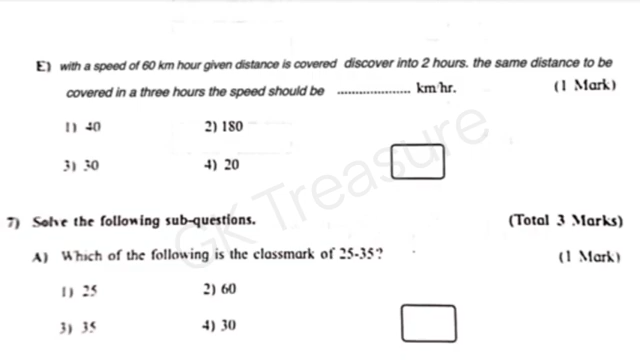 E) with a speed of 60 km hour given distance is covered discover into 2 hours. the same distance to be
covered in a three hours the speed should be ..................... km/hr. (1 Mark)
1) 40 2) 180
3) 30 4) 20
7) Solve the following sub-questions. (Total 3 Marks)
A) Which of the following is the classmark of 25-35? (1 Mark)
1) 25 2) 60
3) 35 4) 30
GK Treasure